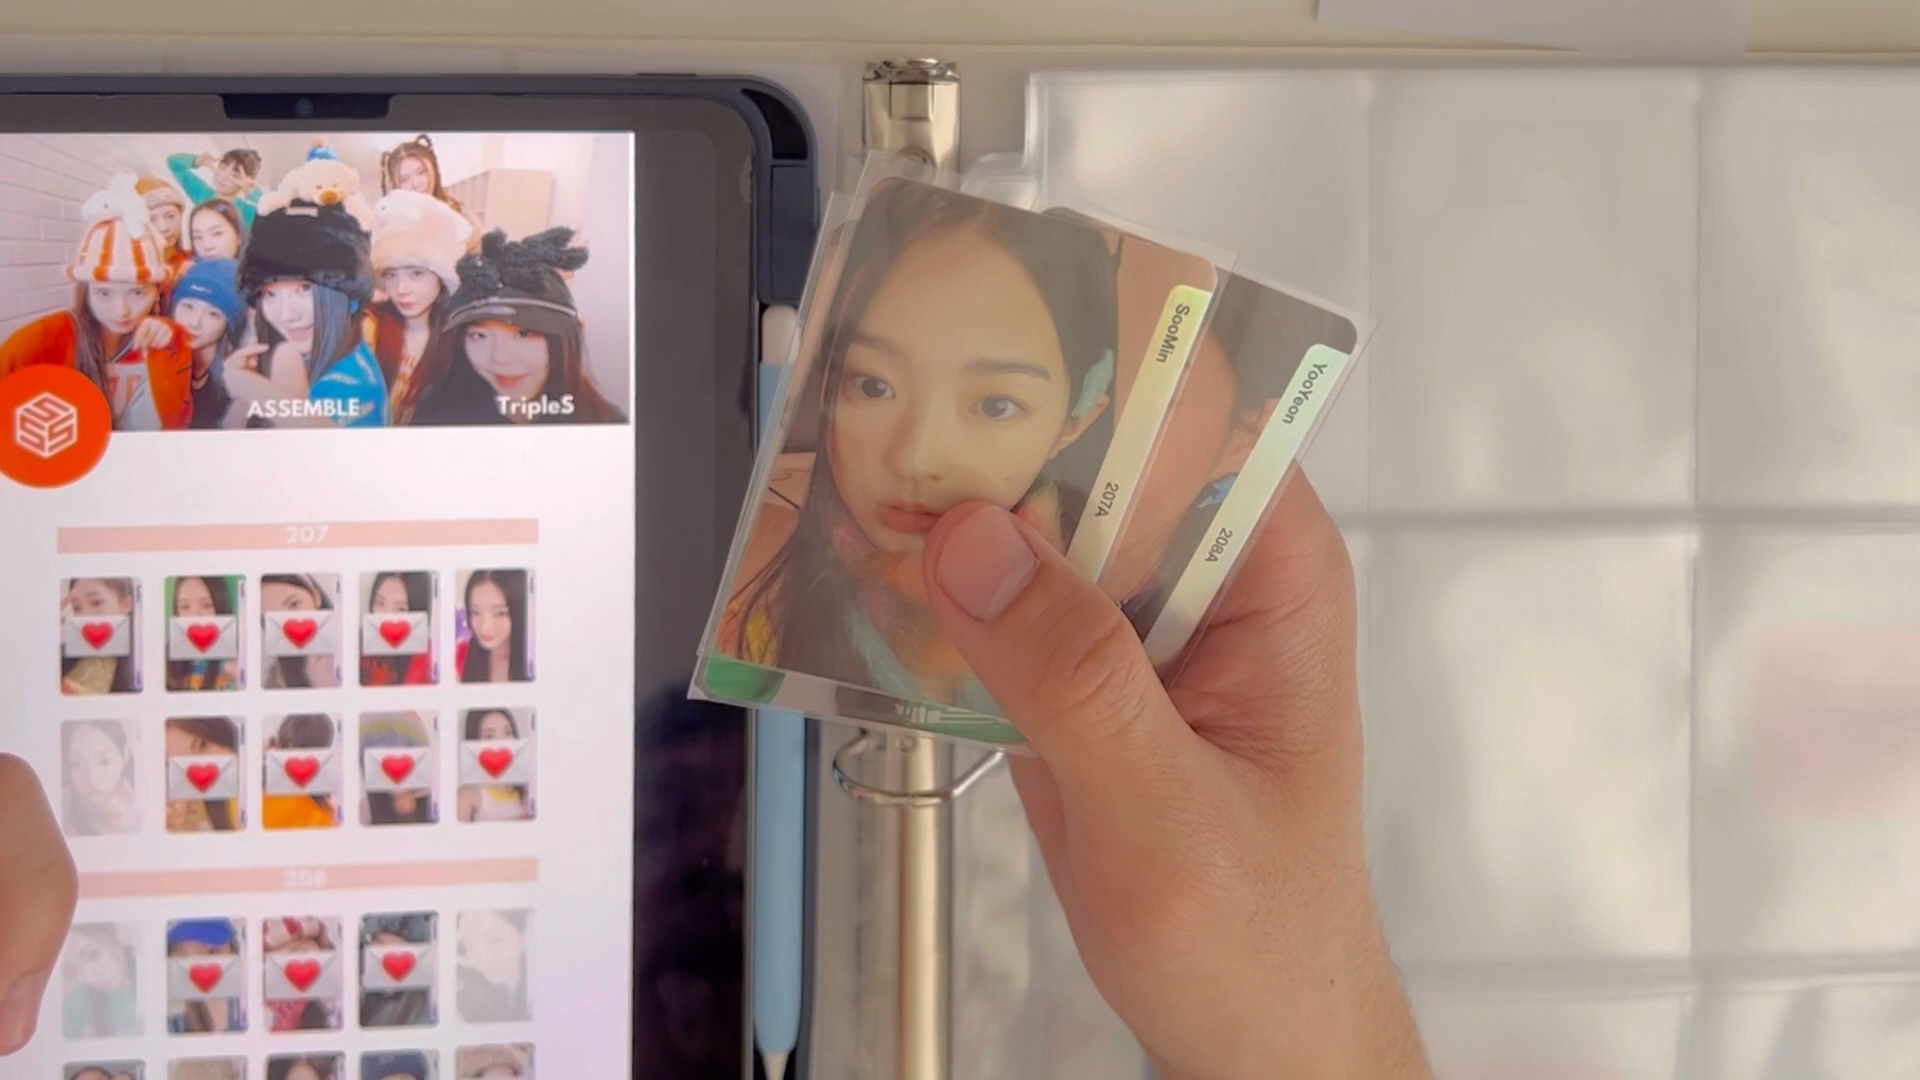 ASSEMBLE
TripleS
207
208
SooMin
207A
YooYeon
208A